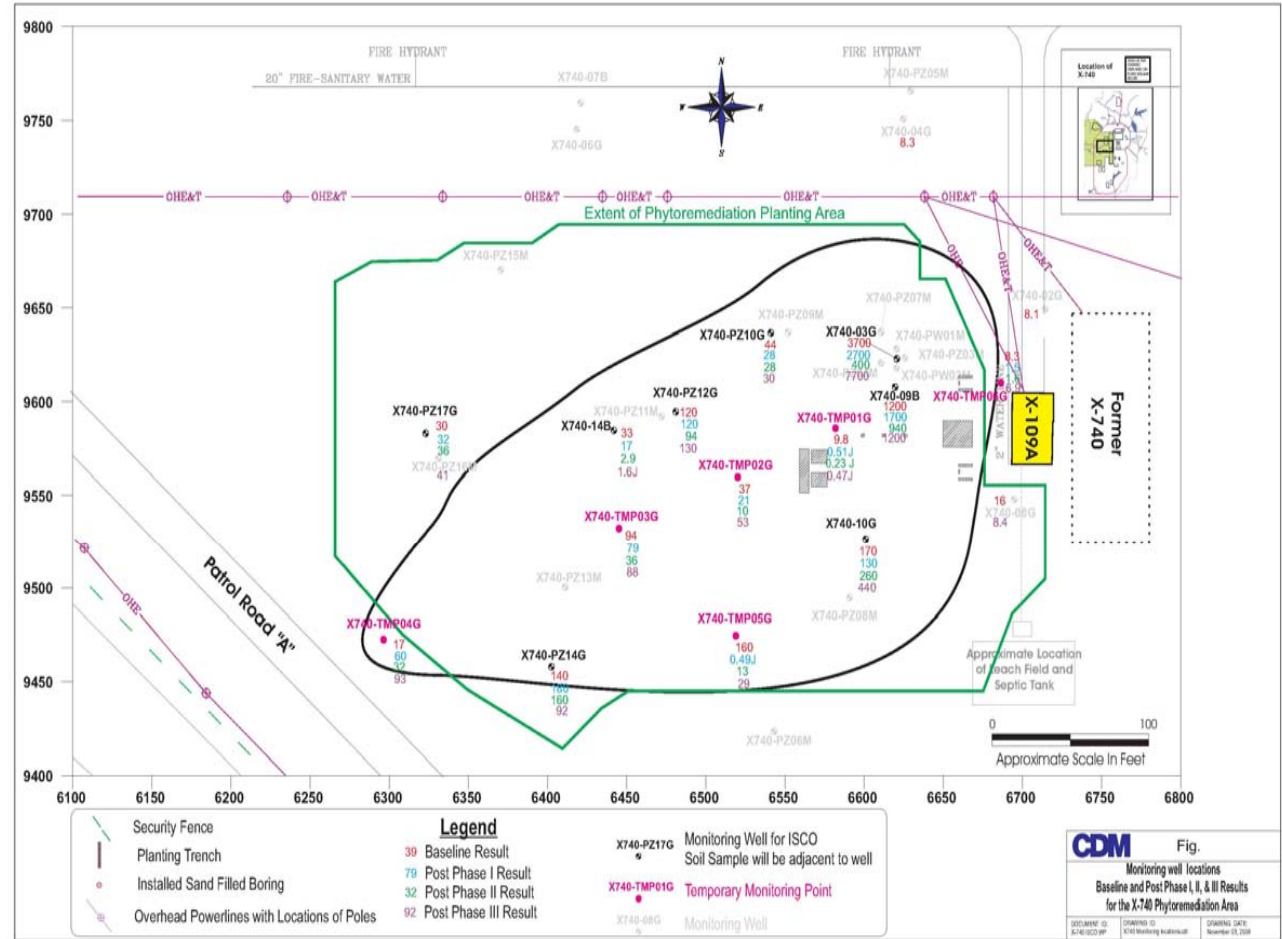 9800
9750
9700
9650
9600
9550
9500
9450
9400
6100
6150
6200
6250
6300
6350
6400
6450
6500
6550
6600
6650
6700
6750
6800
FIRE HYDRANT
FIRE HYDRANT
20" FIRE-SANITARY WATER
X740-07B
X740-06G
N
W
E
S
X740-PZ05M
X740-04G
8.3
Location of
X-740
OHE&T
OHE&T
OHE&T
OHE&T
OHE&T
OHE&T
Extent of Phytoremediation Planting Area
OHE&T
OHE&T
X740-PZ15M
X740-02G
8.1
X740-PZ07M
X740-PZ09M
X740-PZ10G
44
28
28
30
X740-03G
3700
2700
400
7700
X740-PW01M
X740-PZ03M
X740-09B
1200
1700
940
1200
8.3
X740-PZ12G
120
120
94
130
X740-PZ11M
X740-14B
33
17
2.9
1.6J
X740-PZ17G
30
32
36
41
X740-TMP01G
9.8
0.51J
0.23 J
0.47J
X-109A
Former
X-740
X740-TMP02G
37
21
10
53
X740-TMP03G
94
79
36
88
X740-10G
170
130
260
440
16
8.4
X740-PZ13M
X740-PZ08M
OHE
Patrol Road "A"
X740-TMP04G
17
60
32
93
X740-PZ14G
140
160
92
X740-TMP05G
160
0.49J
13
29
X740-PZ06M
Approximate Location
of Leach Field and
Septic Tank
0
100
Approximate Scale In Feet
Legend
Security Fence
Planting Trench
Installed Sand Filled Boring
Overhead Powerlines with Locations of Poles
39 Baseline Result
79 Post Phase I Result
32 Post Phase II Result
92 Post Phase III Result
X740-PZ17G
Monitoring Well for ISCO
Soil Sample will be adjacent to well
X740-TMP01G
Temporary Monitoring Point
X740-08G
Monitoring Well
CDM
Fig.
Monitoring well locations
Baseline and Post Phase I, II, & III Results
for the X-740 Phytoremediation Area
DOCUMENT ID:
DRAWING ID:
DRAWING DATE: